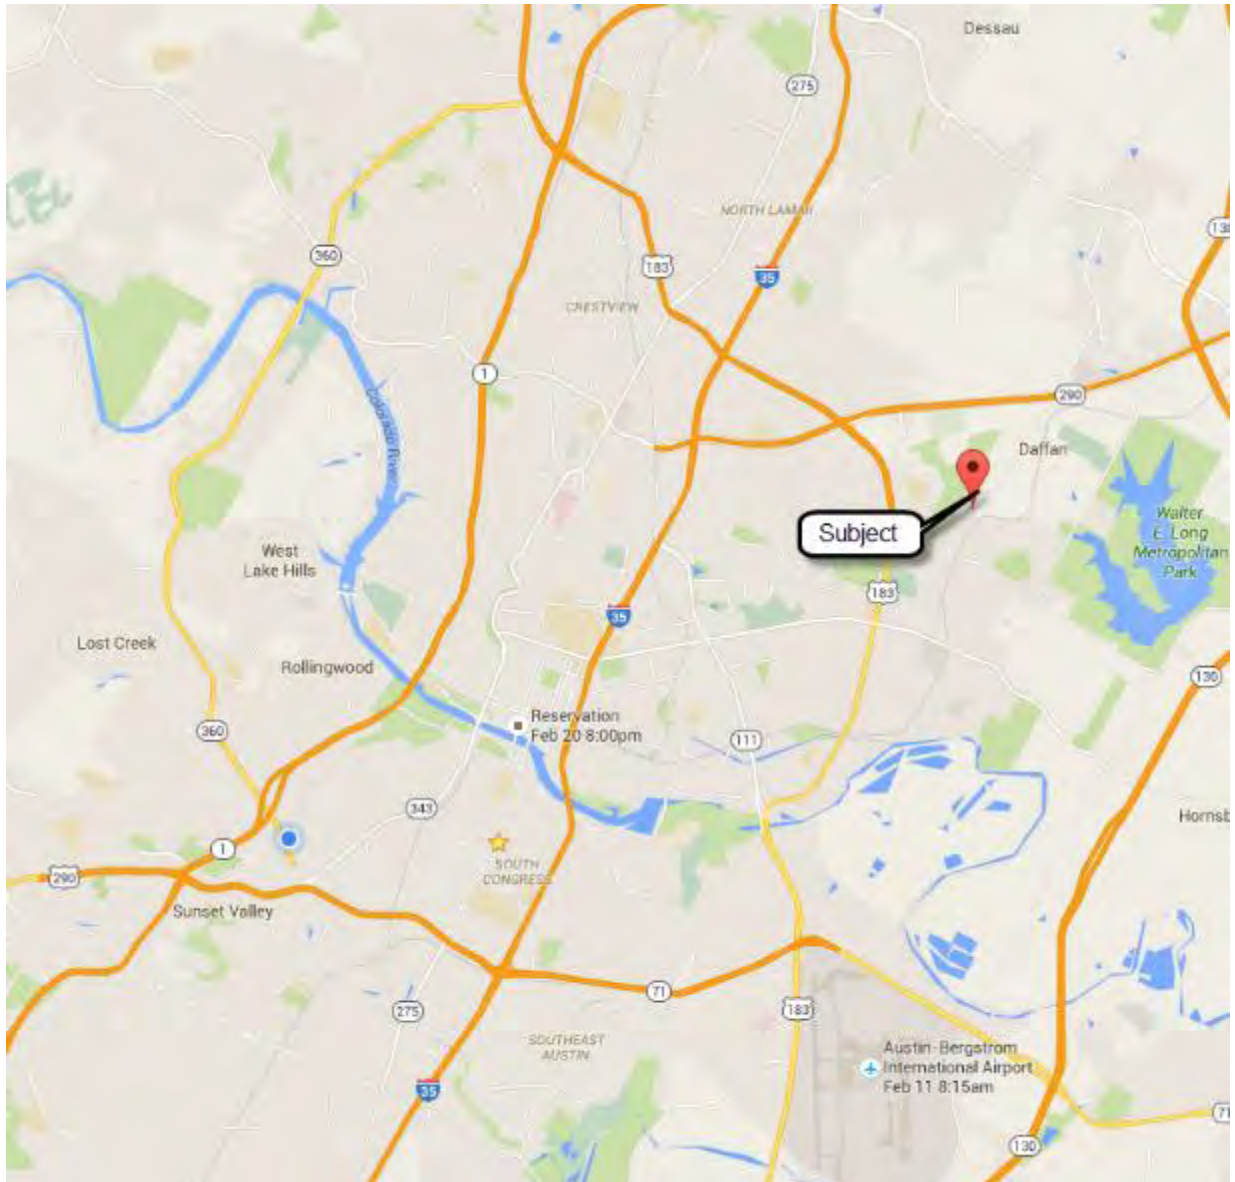 Dessau
275
NORTH LAMAR
360
183
35
CRESTVIEW
1
Colorado River
290
Daffan
Subject
Walter
E. Long
Metropolitan
Park
West
Lake Hills
183
35
Lost Creek
Rollingwood
130
360
Reservation
Feb 20 8:00pm
111
343
1
290
SOUTH
CONGRESS
Sunset Valley
71
275
183
SOUTHEAST
AUSTIN
Austin-Bergstrom
International Airport
Feb 11 8:15am
35
130
71